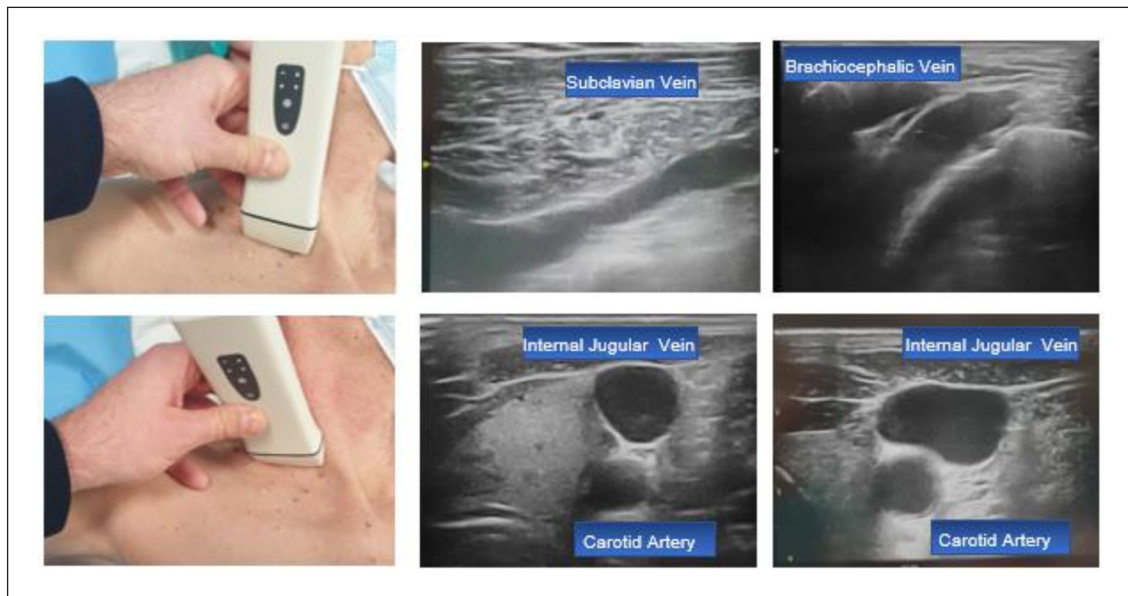 Subclavian Vein
Brachiocephalic Vein
Internal Jugular Vein
Internal Jugular Vein
Carotid Artery
Carotid Artery